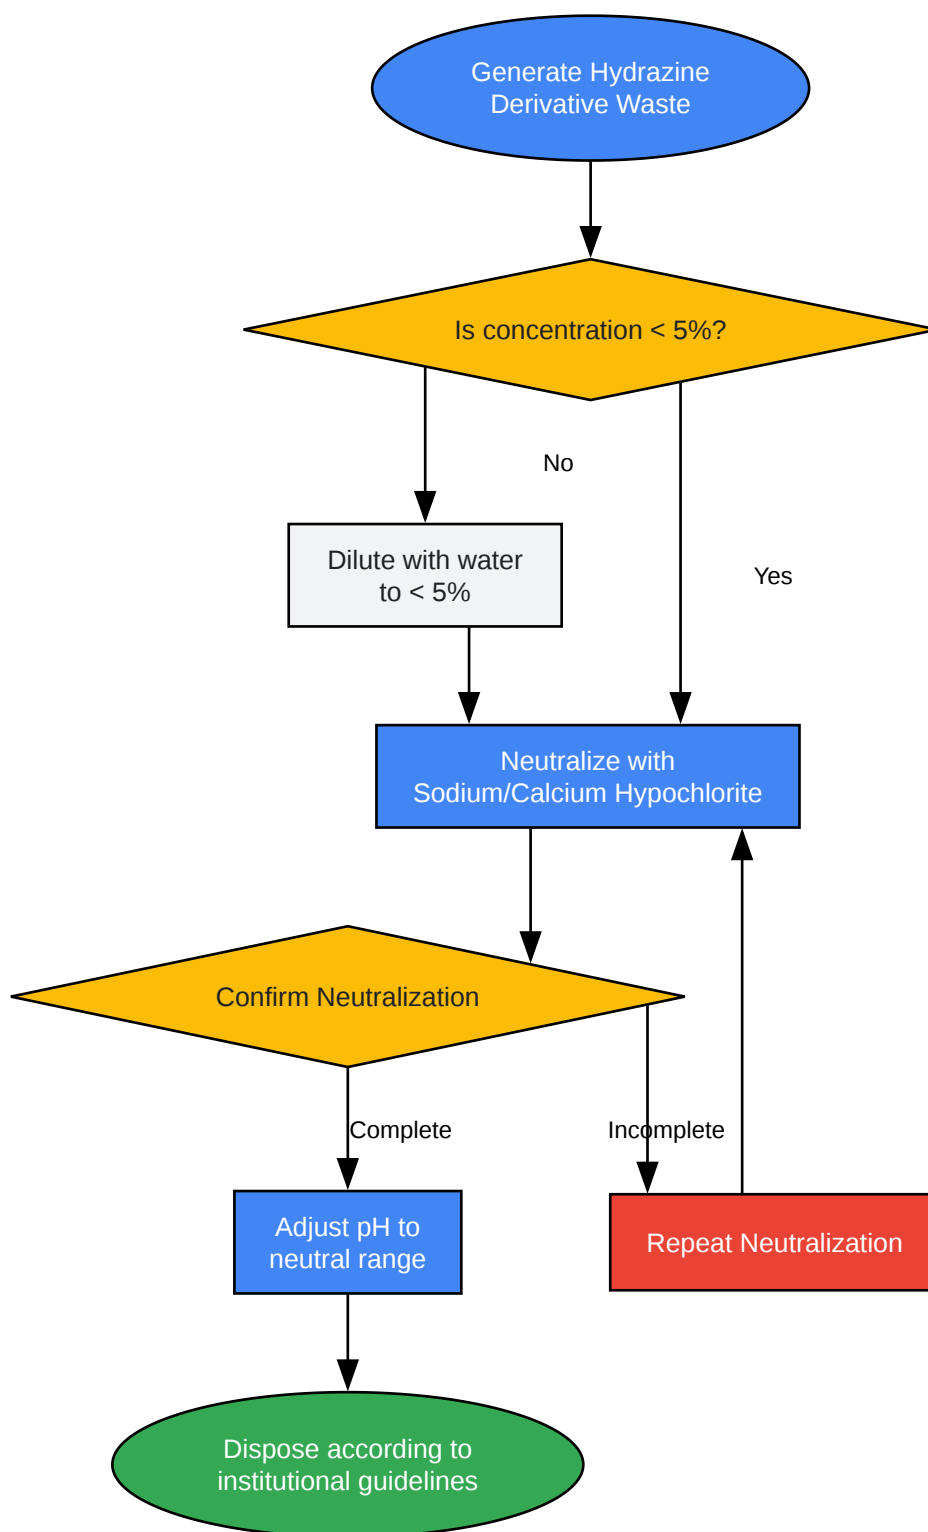 Generate Hydrazine
Derivative Waste
Is concentration < 5%?
No
Dilute with water
to < 5%
Yes
Neutralize with
Sodium/Calcium Hypochlorite
Confirm Neutralization
Complete
Incomplete
Adjust pH to
neutral range
Repeat Neutralization
Dispose according to
institutional guidelines